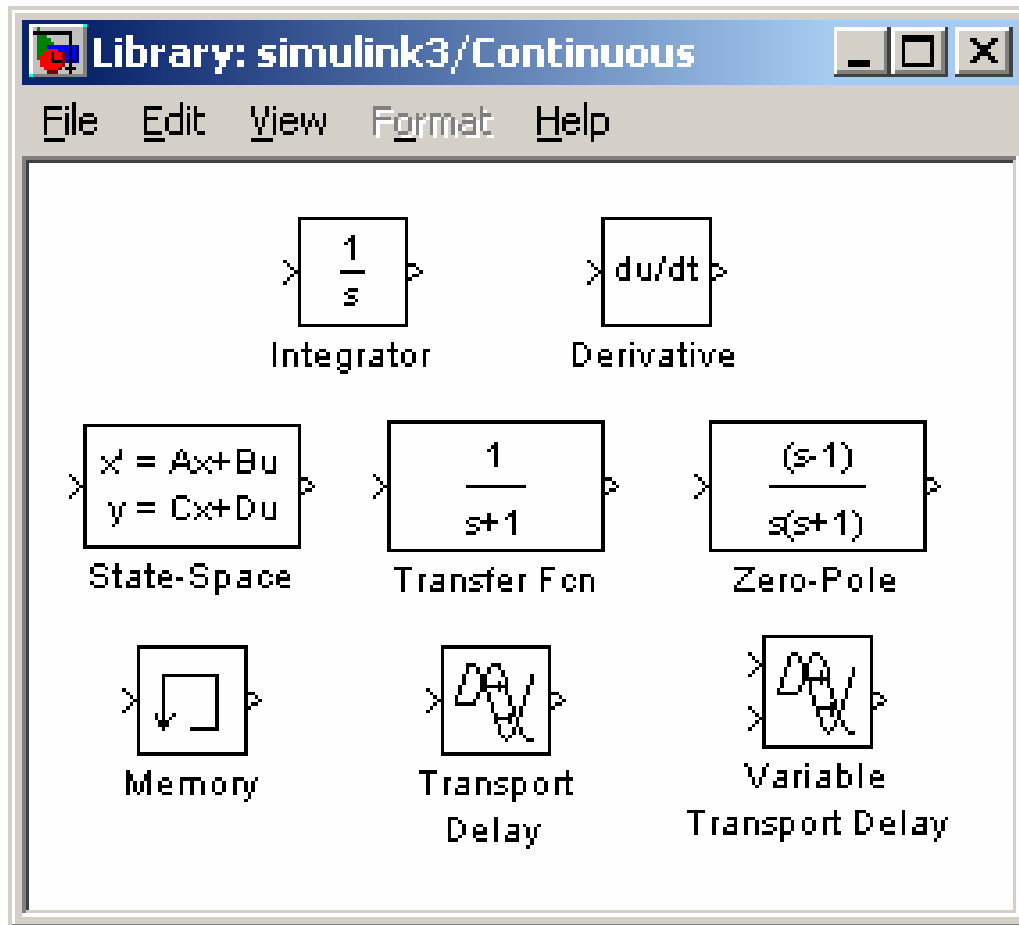 Library: simulink3/Continuous
File Edit View Format Help
1
s
du/dt
Integrator Derivative
x' = Ax+Bu
y = Cx+Du
1
s+1
(s-1)
s(s+1)
State-Space Transfer Fcn Zero-Pole
Memory
Transport
Delay
Variable
Transport Delay